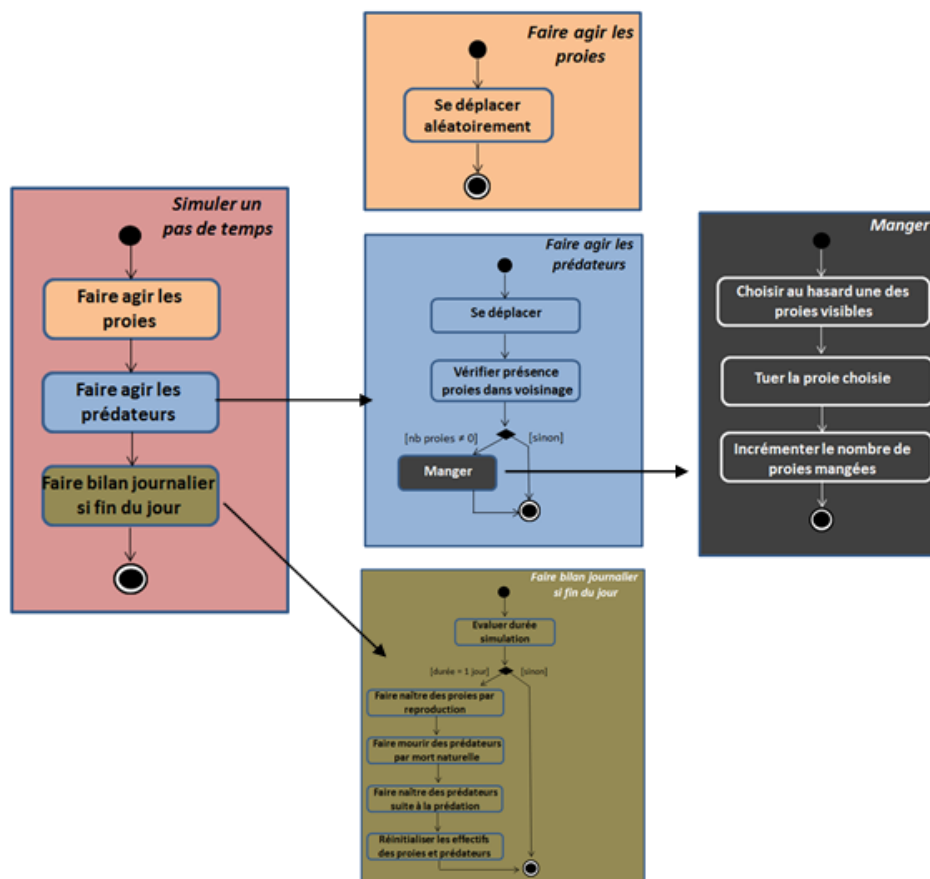 Faire agir les
proies
Se déplacer
aléatoirement
Simuler un
pas de temps
Faire agir les
proies
Faire agir les
prédateurs
Faire bilan journalier
si fin du jour
Faire agir les
prédateurs
Se déplacer
Vérifier présence
proies dans voisinage
[nb proies ≠ 0]
[sinon]
Manger
Manger
Choisir au hasard une des
proies visibles
Tuer la proie choisie
Incrémenter le nombre de
proies mangées
Faire bilan journalier
si fin du jour
Evaluer durée
simulation
[durée = 1 jour]
[sinon]
Faire naître des proies par
reproduction
Faire mourir des prédateurs
par mort naturelle
Faire naître des prédateurs
suite à la prédation
Réinitialiser les effectifs
des proies et prédateurs